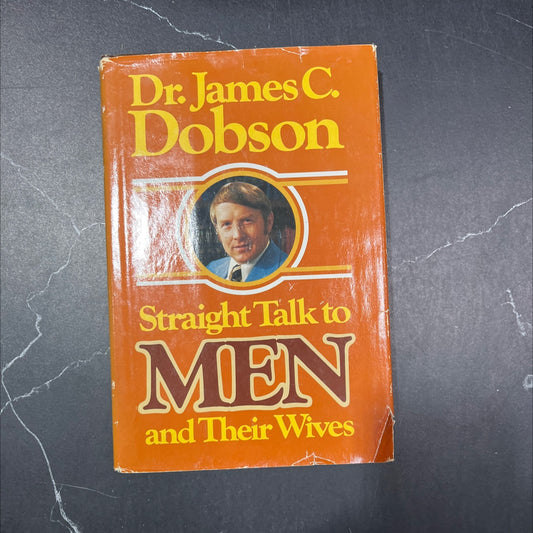 Dr. James C.
Dobson
Straight Talk to
MEN
and Their Wives